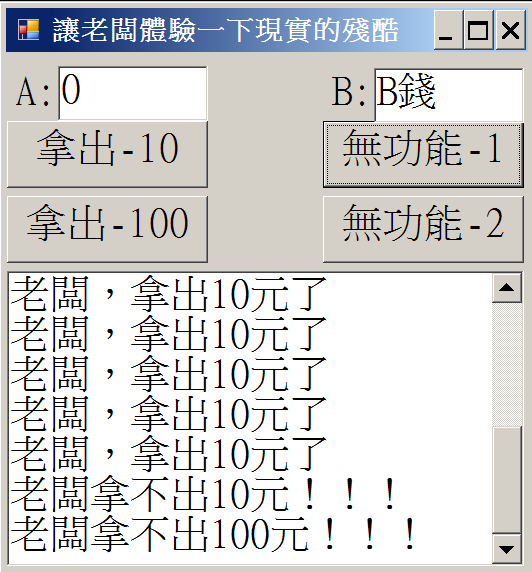 讓老闆體驗一下現實的殘酷
A:0 B:B錢
拿出-10 無功能-1
拿出-100 無功能-2
老闆，拿出10元了
老闆，拿出10元了
老闆，拿出10元了
老闆，拿出10元了
老闆，拿出10元了
老闆拿不出10元！！！
老闆拿不出100元！！！